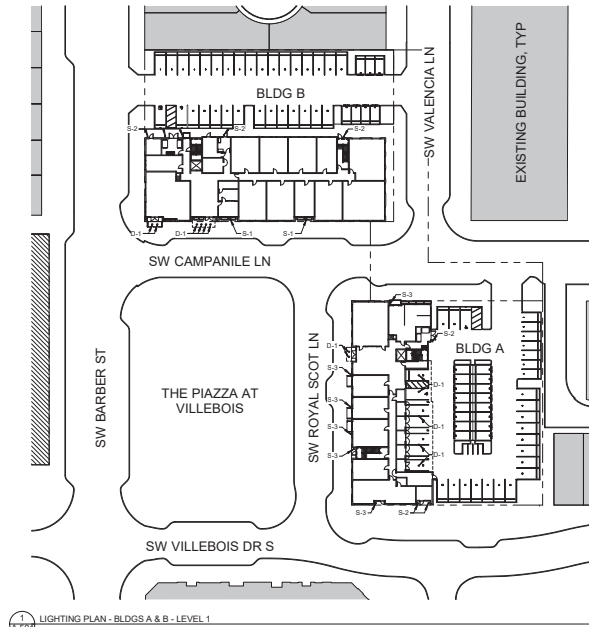 SW VALENCIA LN
EXISTING BUILDING, TYP
BLDG B
S-2
S-2
S-2
D-1
D-1
S-1
S-1
SW CAMPANILE LN
S-3
SW BARBER ST
THE PIAZZA AT
VILLEBOIS
SW ROYAL SCOT LN
D-1
S-2
BLDG A
S-3
D-1
S-3
D-1
S-3
D-1
S-3
S-2
SW VILLEBOIS DR S
1
LIGHTING PLAN - BLDGS A & B - LEVEL 1